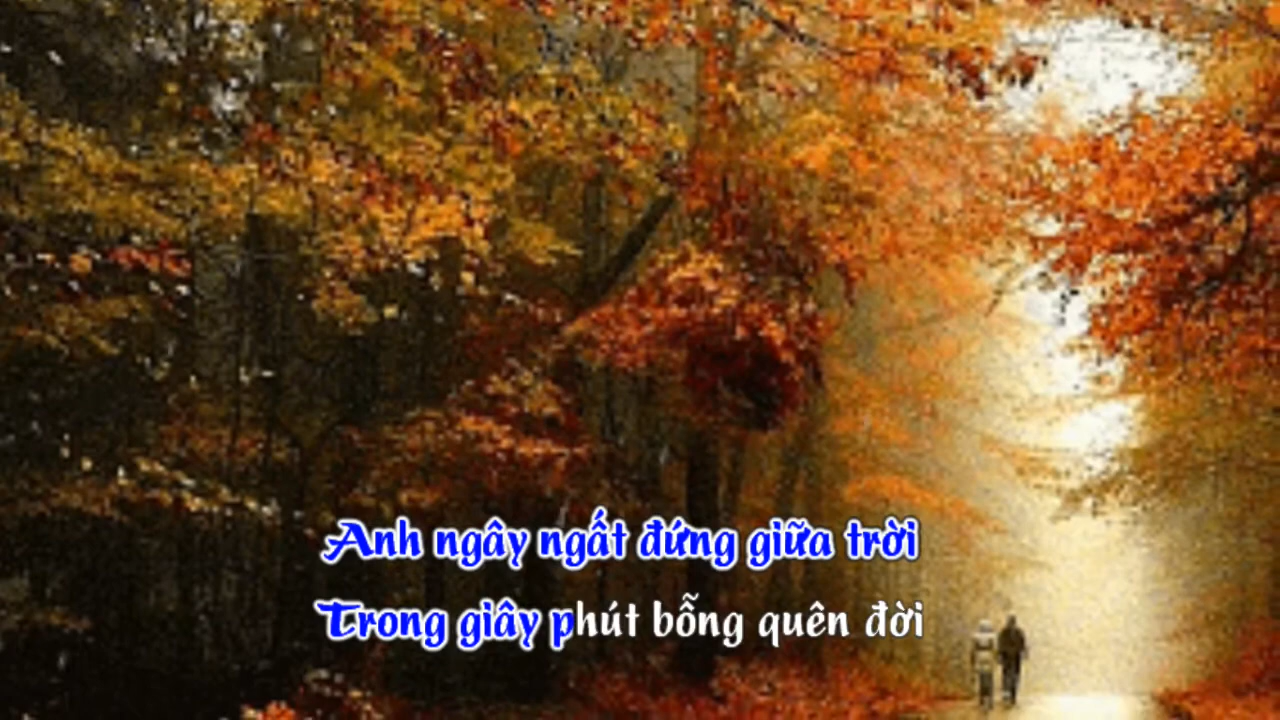 Anh ngây ngất đứng giữa trời
Trong giây phút bỗng quên đời